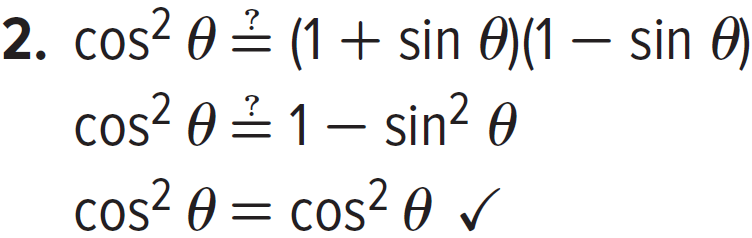 2. cos² θ ≟ (1 + sin θ)(1 − sin θ)
cos² θ ≟ 1 − sin² θ
cos² θ = cos² θ ✓